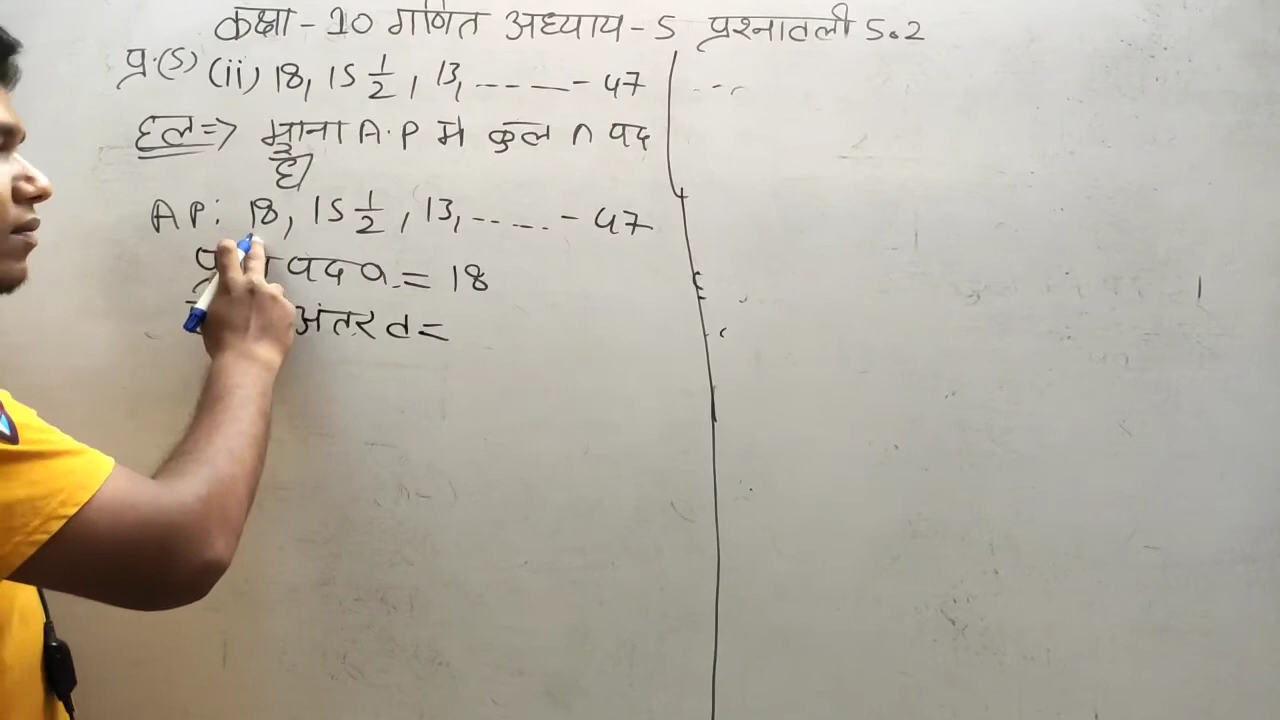 कक्षा - 10 गणित अध्याय - 5 प्रश्नातली 5.2
प्र.(5) (ii) 18, 15 1/2, 13, ------ - 47
हल => माना A.P मे कुल n पद
है
A P: 18, 15 1/2, 13, ------ - 47
पद a = 18
अंतर d =